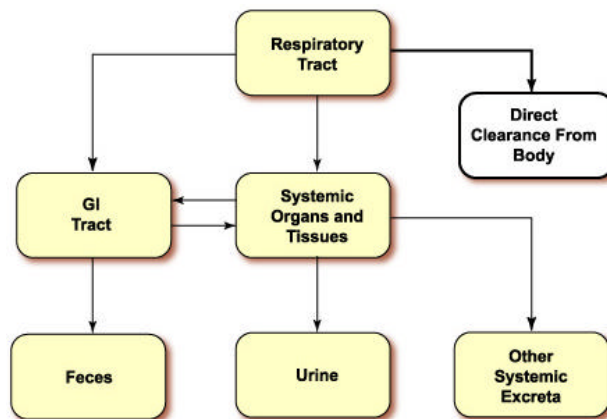 Respiratory
Tract
Direct
Clearance From
Body
GI
Tract
Systemic
Organs and
Tissues
Feces
Urine
Other
Systemic
Excreta